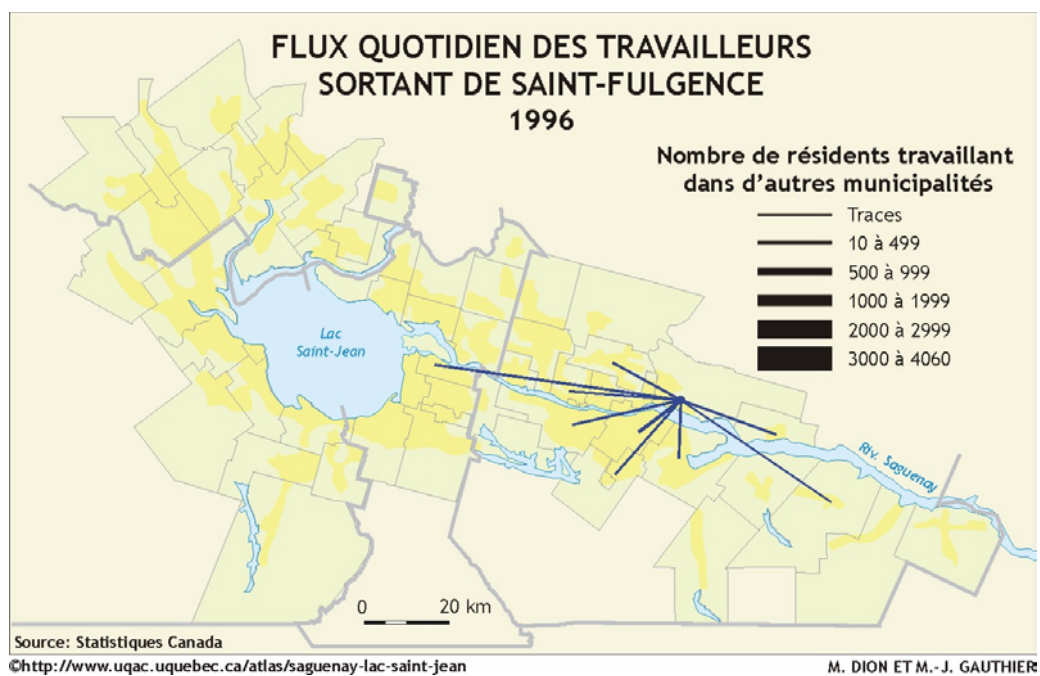 FLUX QUOTIDIEN DES TRAVAILLEURS
SORTANT DE SAINT-FULGENCE
1996
Nombre de résidents travaillant
dans d'autres municipalités
Traces
10 à 499
500 à 999
1000 à 1999
2000 à 2999
3000 à 4060
Lac
Saint-Jean
Riv. Saguenay
0 20 km
Source: Statistiques Canada
©http://www.uqac.uquebec.ca/atlas/saguenay-lac-saint-jean
M. DION ET M.-J. GAUTHIER